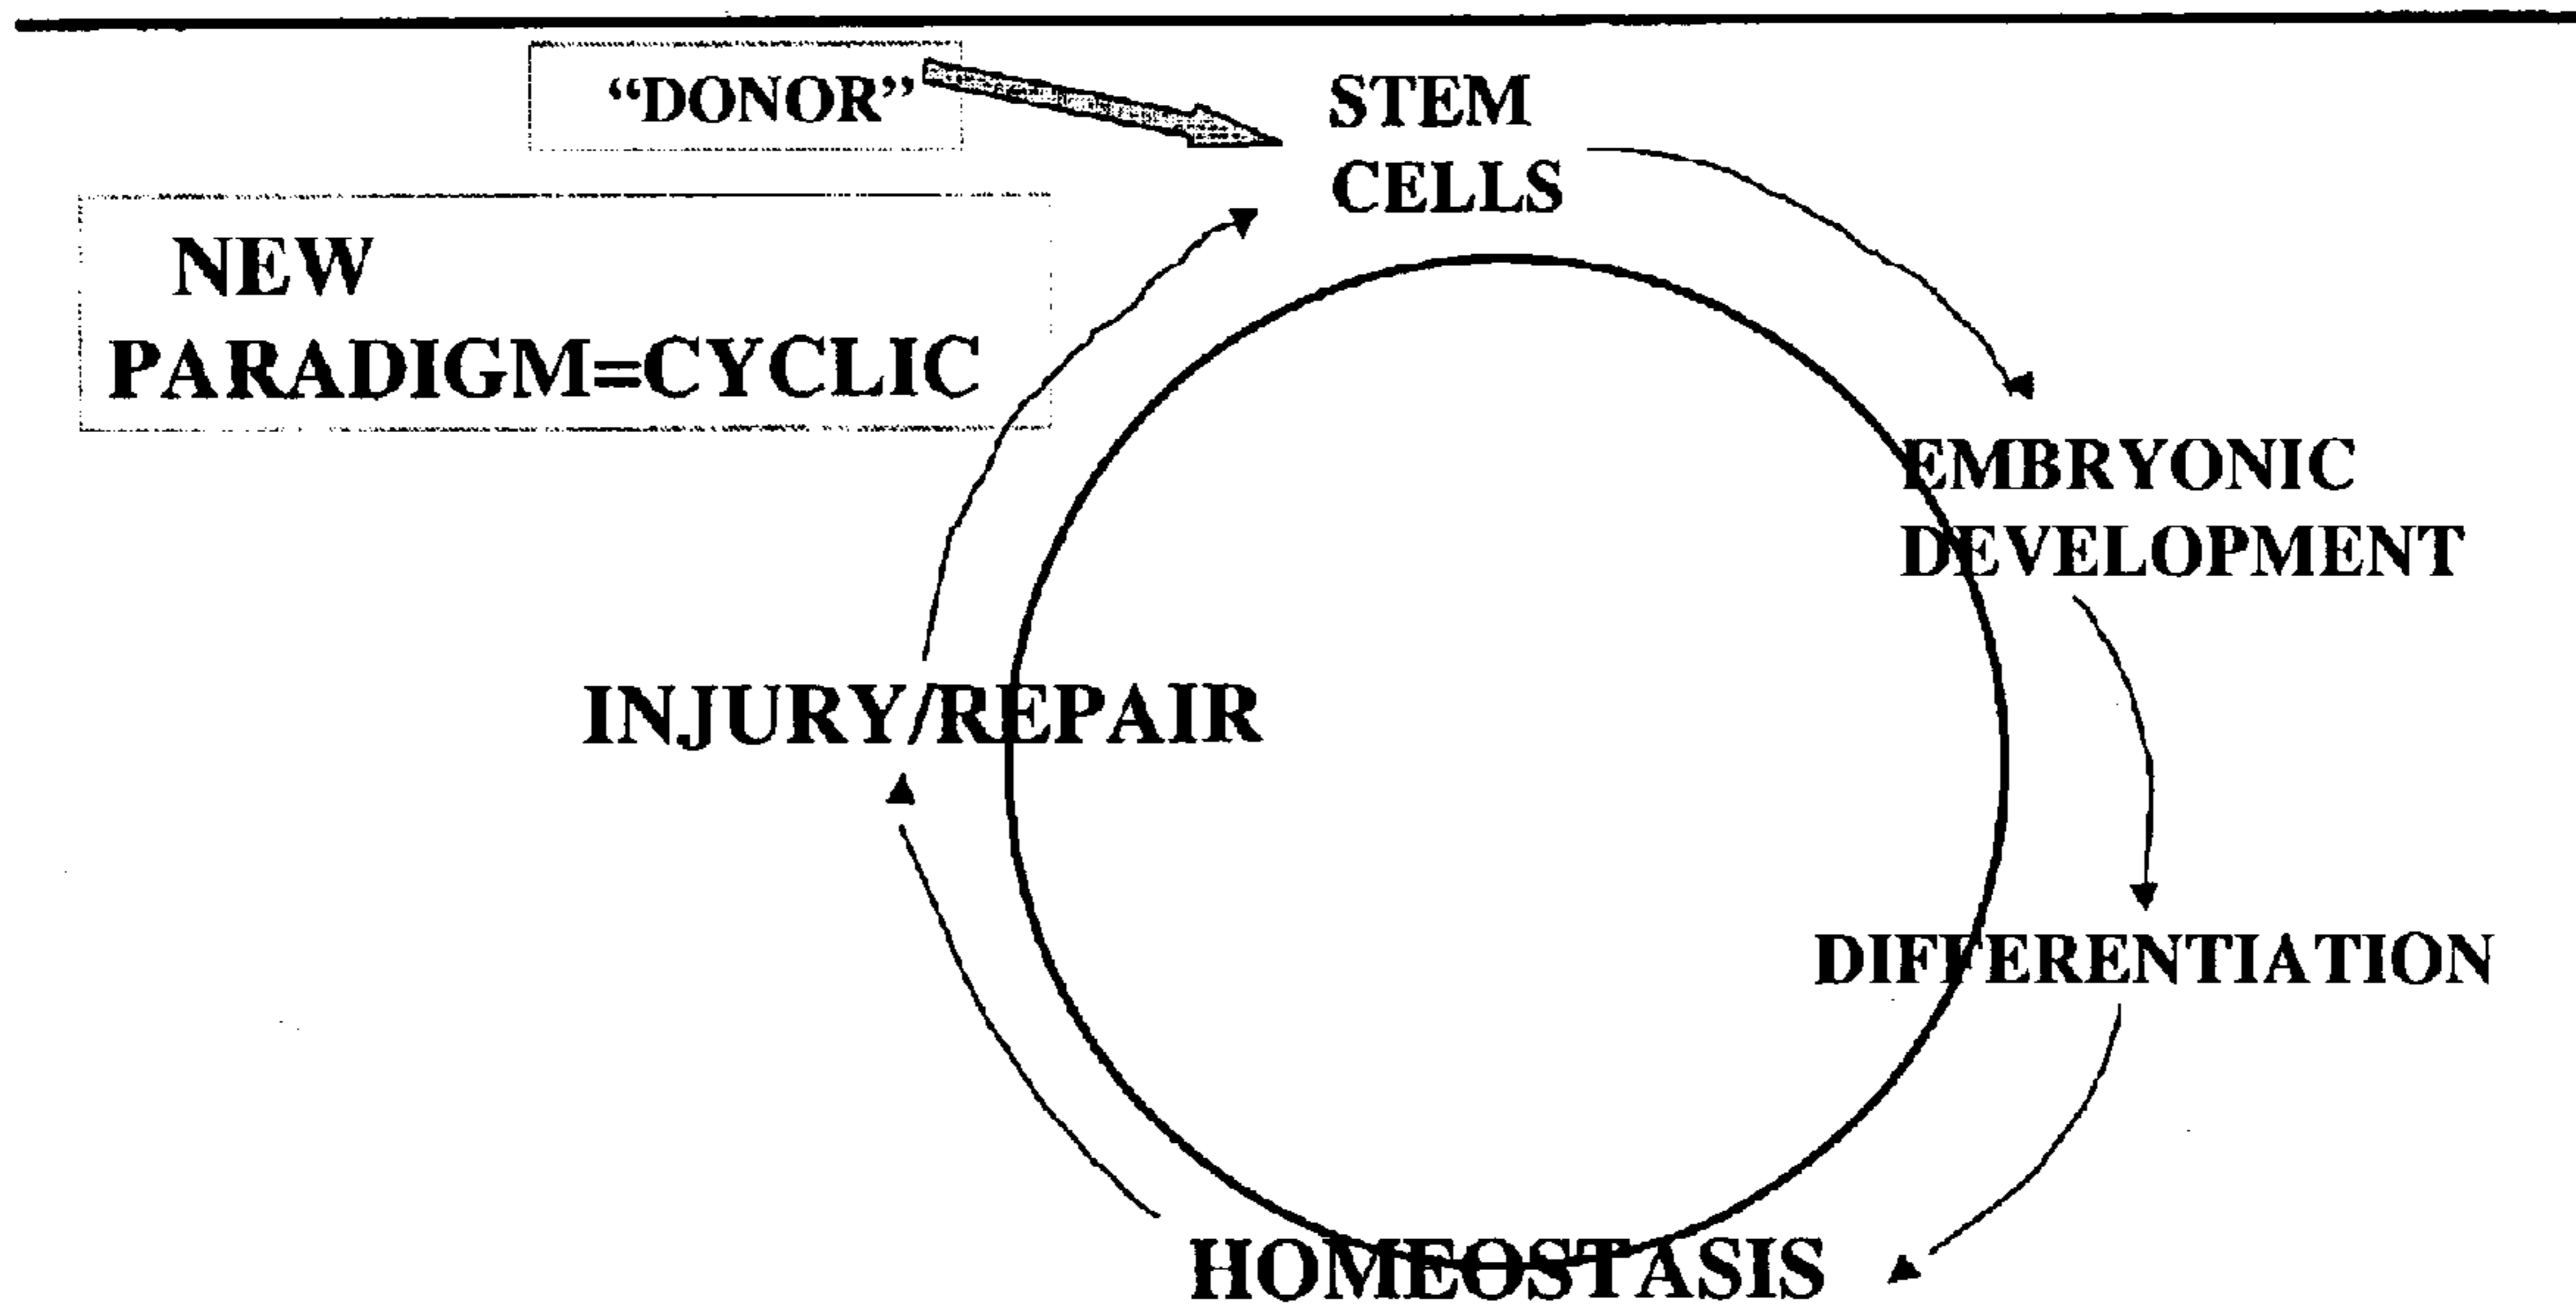 “DONOR”
STEM
CELLS
NEW
PARADIGM=CYCLIC
EMBRYONIC
DEVELOPMENT
INJURY/REPAIR
DIFFERENTIATION
HOMEOSTASIS